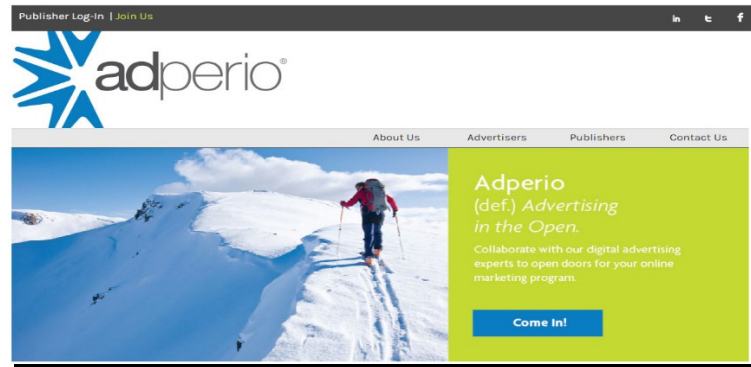 Publisher Log-In | Join Us
in t f
adperio®
About Us Advertisers Publishers Contact Us
Adperio
(def.) Advertising
in the Open.
Collaborate with our digital advertising
experts to open doors for your online
marketing program.
Come In!